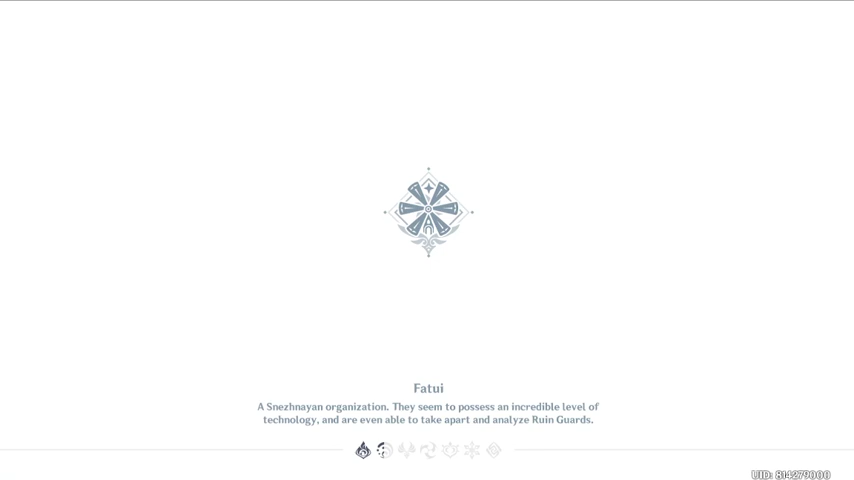 Fatui
A Snezhnayan organization. They seem to possess an incredible level of
technology, and are even able to take apart and analyze Ruin Guards.
UID: 814279000